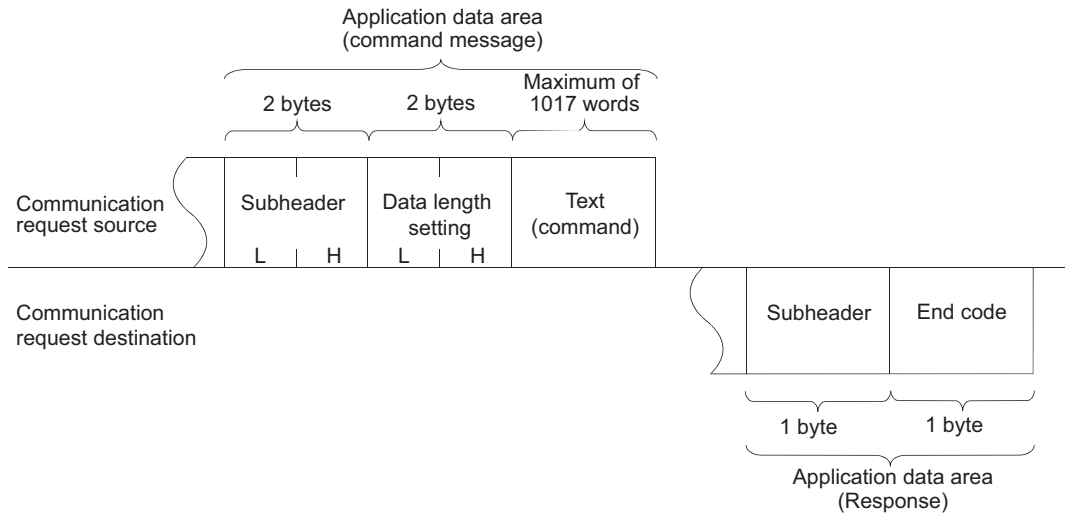 Application data area
(command message)
Maximum of
1017 words
2 bytes
2 bytes
Communication
request source
Subheader
L
H
Data length
setting
L
H
Text
(command)
Communication
request destination
Subheader
End code
1 byte
1 byte
Application data area
(Response)